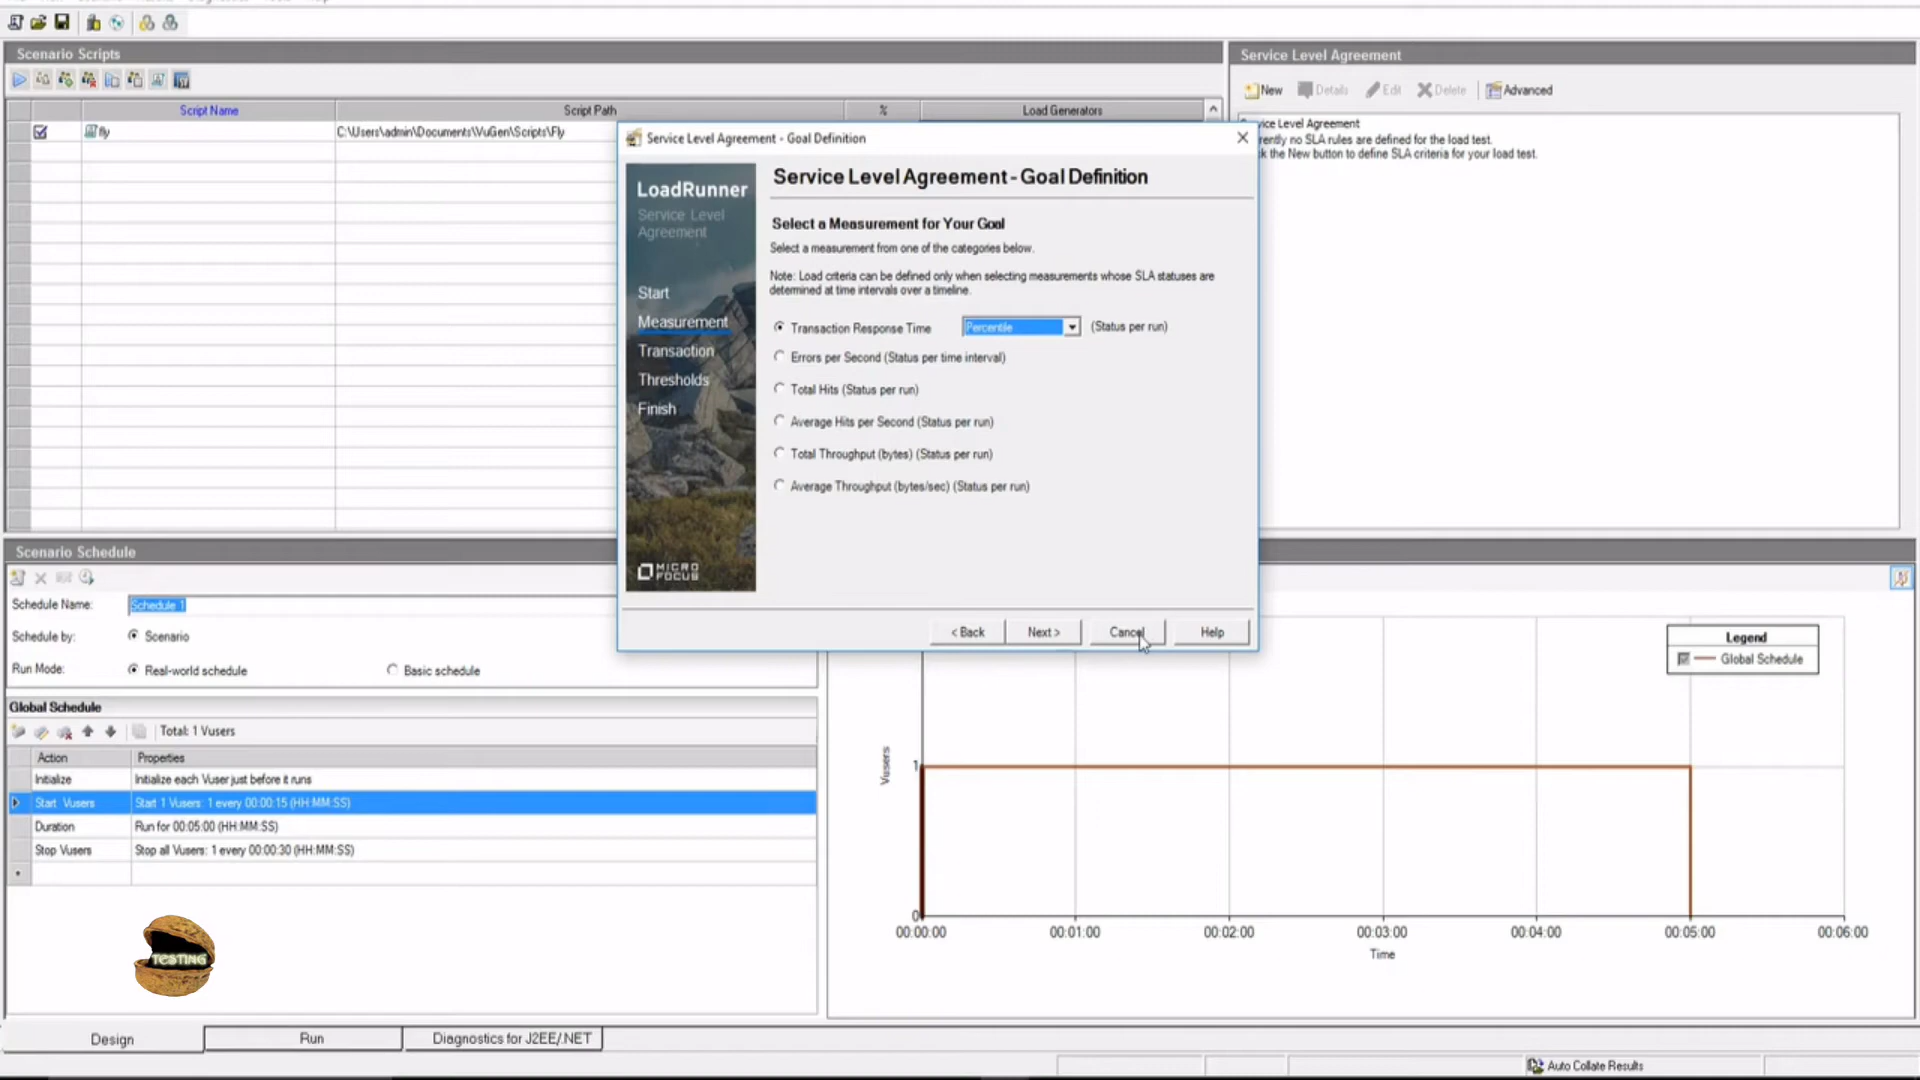 Scenario Scripts
Script Name
Script Path
%
Load Generators
fly
C:\Users\admin\Documents\VuGen\Scripts\Fly
Service Level Agreement
New
Details
Edit
Delete
Advanced
vice Level Agreement
rently no SLA rules are defined for the load test.
k the New button to define SLA criteria for your load test.
Service Level Agreement - Goal Definition
LoadRunner
Service Level
Agreement
Start
Measurement
Transaction
Thresholds
Finish
MICRO
FOCUS
Service Level Agreement - Goal Definition
Select a Measurement for Your Goal
Select a measurement from one of the categories below.
Note: Load criteria can be defined only when selecting measurements whose SLA statuses are
determined at time intervals over a timeline.
Transaction Response Time
Percentile
(Status per run)
Errors per Second (Status per time interval)
Total Hits (Status per run)
Average Hits per Second (Status per run)
Total Throughput (bytes) (Status per run)
Average Throughput (bytes/sec) (Status per run)
< Back
Next >
Cancel
Help
Scenario Schedule
Schedule Name:
Schedule 1
Schedule by:
Scenario
Run Mode:
Real-world schedule
Basic schedule
Global Schedule
Total: 1 Vusers
Action
Properties
Initialize
Initialize each Vuser just before it runs
Start Vusers
Start 1 Vusers: 1 every 00:00:15 (HH:MM:SS)
Duration
Run for 00:05:00 (HH:MM:SS)
Stop Vusers
Stop all Vusers: 1 every 00:00:30 (HH:MM:SS)
TESTING
Legend
Global Schedule
Vusers
1
0
00:00:00
00:01:00
00:02:00
00:03:00
00:04:00
00:05:00
00:06:00
Time
Design
Run
Diagnostics for J2EE/.NET
Auto Collate Results